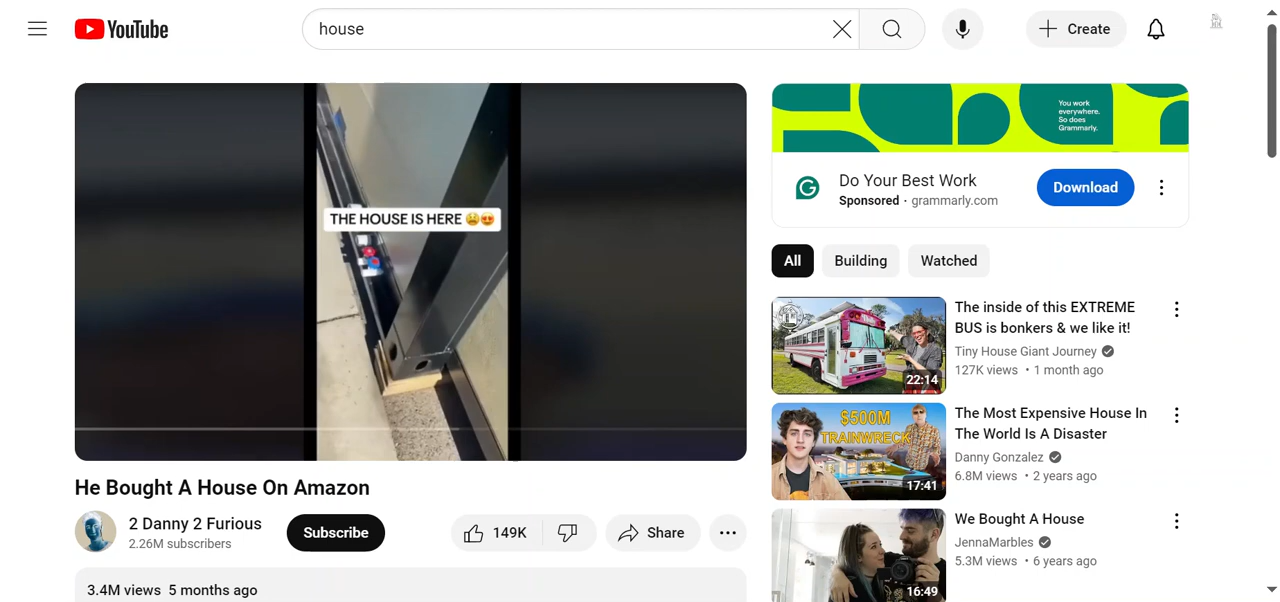 YouTube
house
Create
THE HOUSE IS HERE 😫😍
You work
everywhere.
So does
Grammarly.
Do Your Best Work
Sponsored · grammarly.com
Download
All
Building
Watched
22:14
The inside of this EXTREME
BUS is bonkers & we like it!
Tiny House Giant Journey
127K views • 1 month ago
$500M
TRAINWRECK
17:41
The Most Expensive House In
The World Is A Disaster
Danny Gonzalez
6.8M views • 2 years ago
16:49
We Bought A House
JennaMarbles
5.3M views • 6 years ago
He Bought A House On Amazon
2 Danny 2 Furious
2.26M subscribers
Subscribe
149K
Share
3.4M views 5 months ago